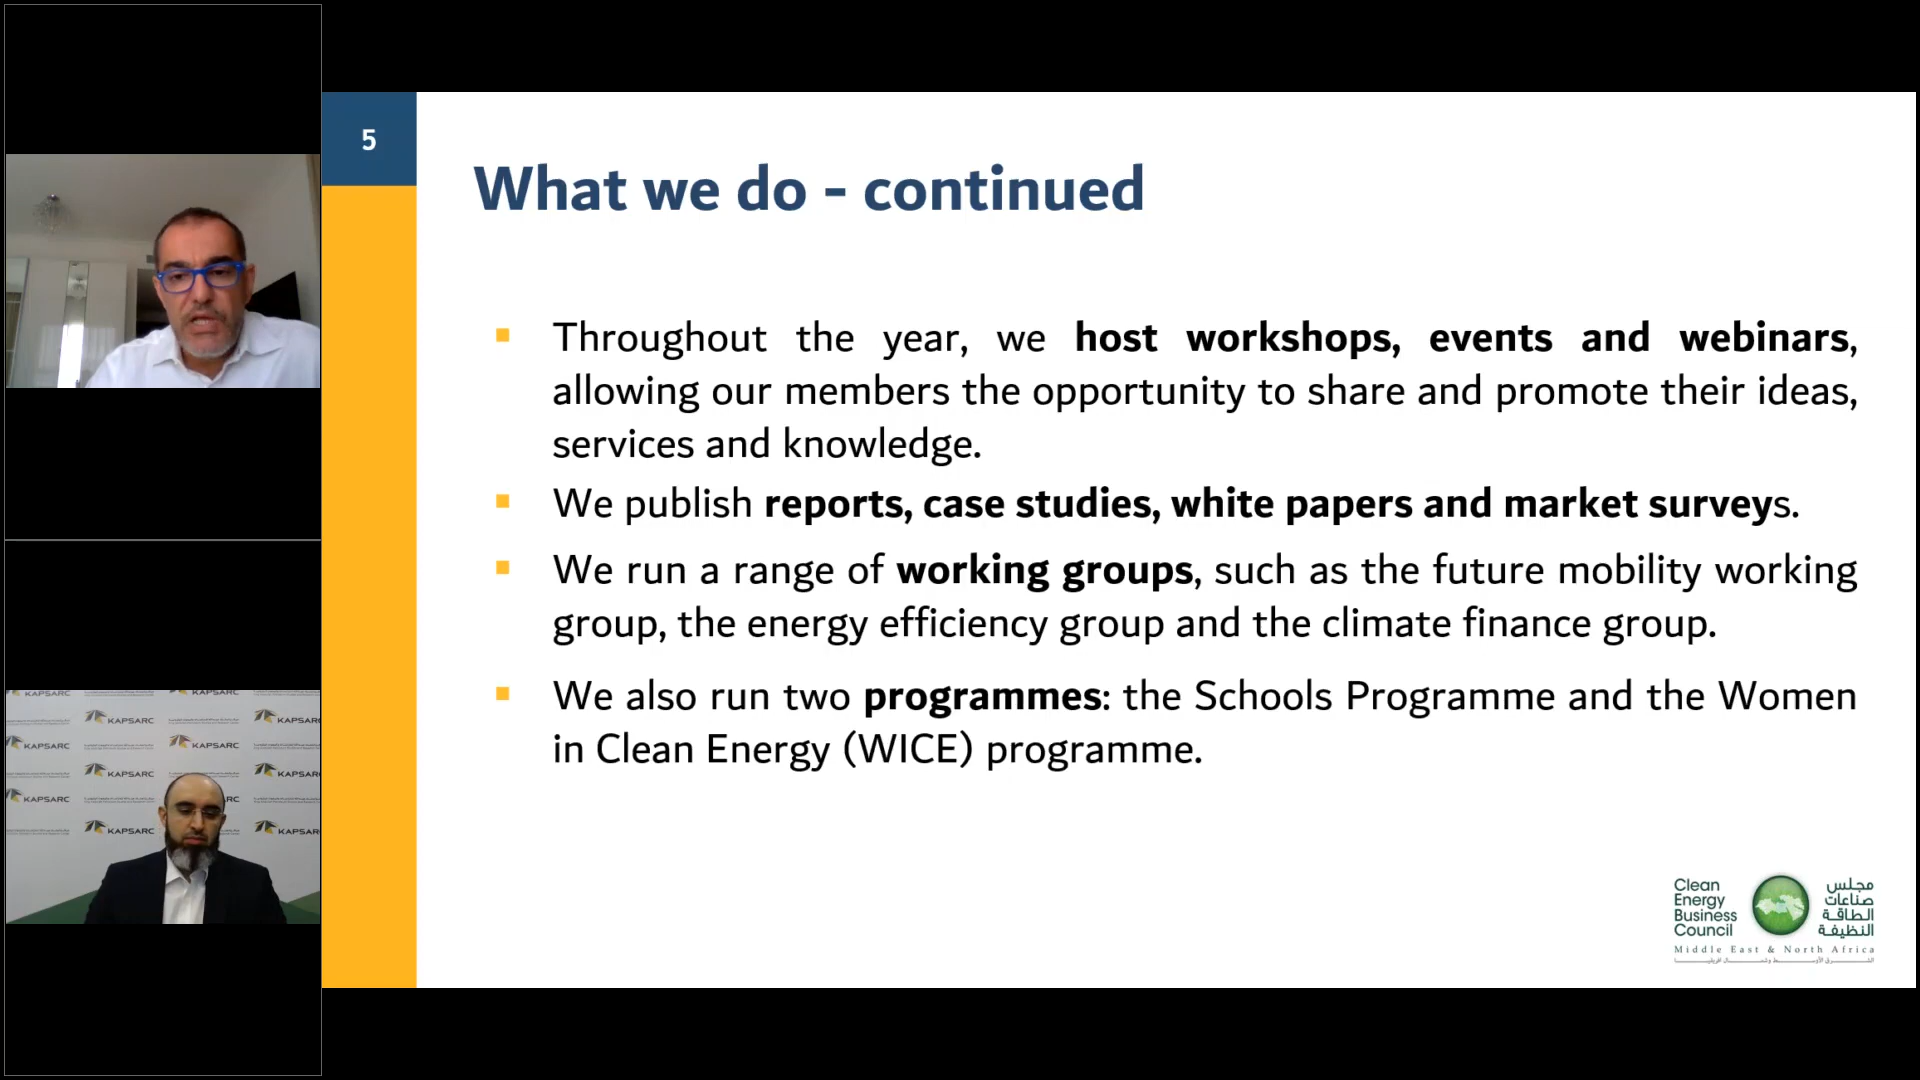 5
What we do - continued
Throughout the year, we host workshops, events and webinars,
allowing our members the opportunity to share and promote their ideas,
services and knowledge.
We publish reports, case studies, white papers and market surveys.
We run a range of working groups, such as the future mobility working
group, the energy efficiency group and the climate finance group.
We also run two programmes: the Schools Programme and the Women
in Clean Energy (WICE) programme.
Clean
Energy
Business
Council
مجلس
صناعات
الطاقة
النظيفة
Middle East & North Africa
KAPSARC
KAPSARC
KAPSARC
KAPSARC
KAPSARC
KAPSARC
KAPSARC
KAPSARC